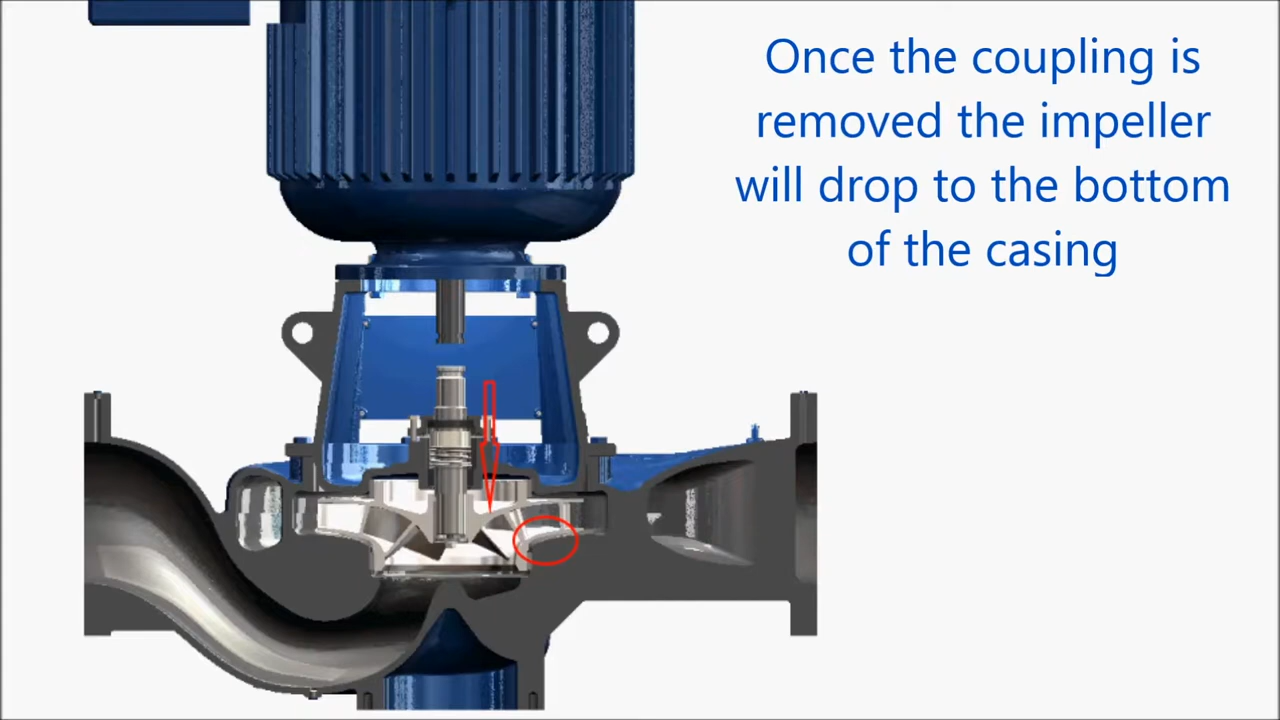 Once the coupling is
removed the impeller
will drop to the bottom
of the casing